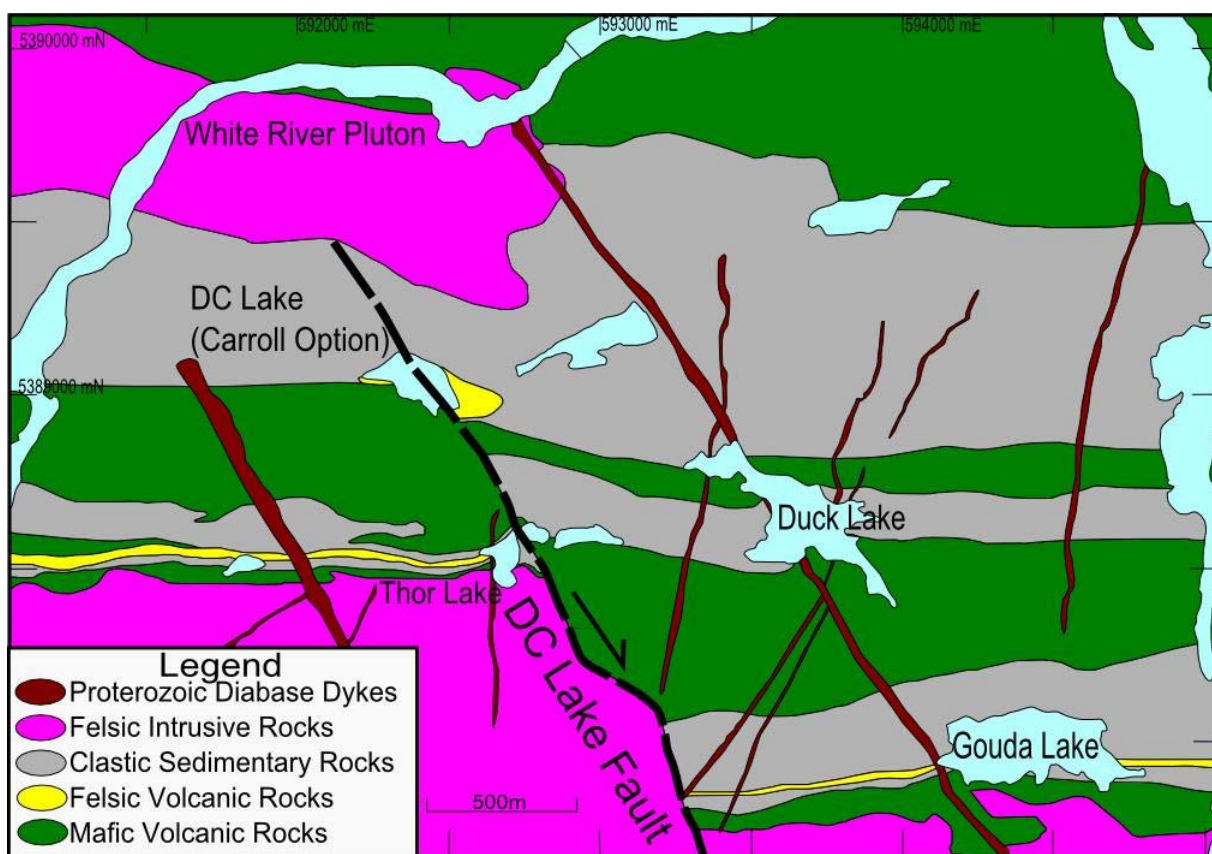 592000 mE
593000 mE
594000 mE
5390000 mN
White River Pluton
DC Lake
(Carroll Option)
5389000 mN
Duck Lake
Thor Lake
DC Lake Fault
Gouda Lake
Legend
Proterozoic Diabase Dykes
Felsic Intrusive Rocks
Clastic Sedimentary Rocks
Felsic Volcanic Rocks
Mafic Volcanic Rocks
500m